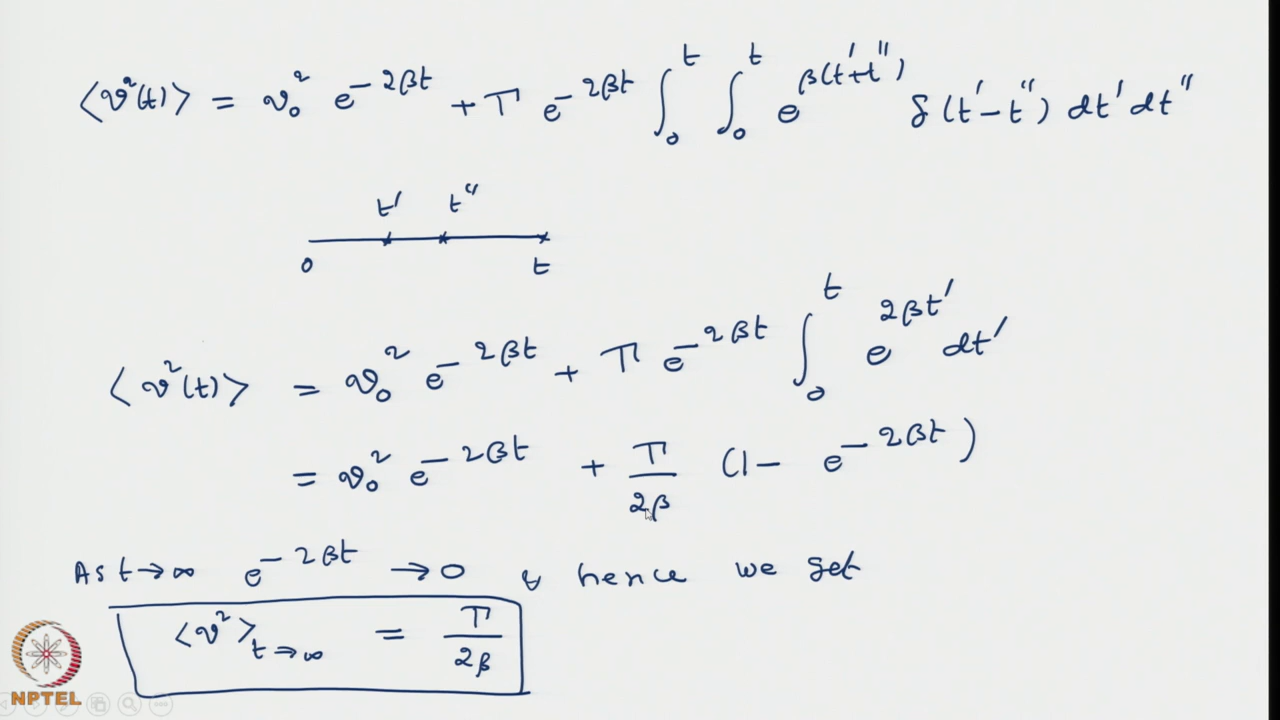 ⟨v²(t)⟩ = v₀² e^{-2βt} + Γ e^{-2βt} ∫₀^t ∫₀^t e^{β(t'+t'')} δ(t'-t'') dt' dt''
t' t''
0 t
⟨v²(t)⟩ = v₀² e^{-2βt} + Γ e^{-2βt} ∫₀^t e^{2βt'} dt'
= v₀² e^{-2βt} + Γ/2β (1 - e^{-2βt})
As t→∞ e^{-2βt} →0 & hence we get
⟨v²⟩_{t→∞} = Γ/2β
NPTEL